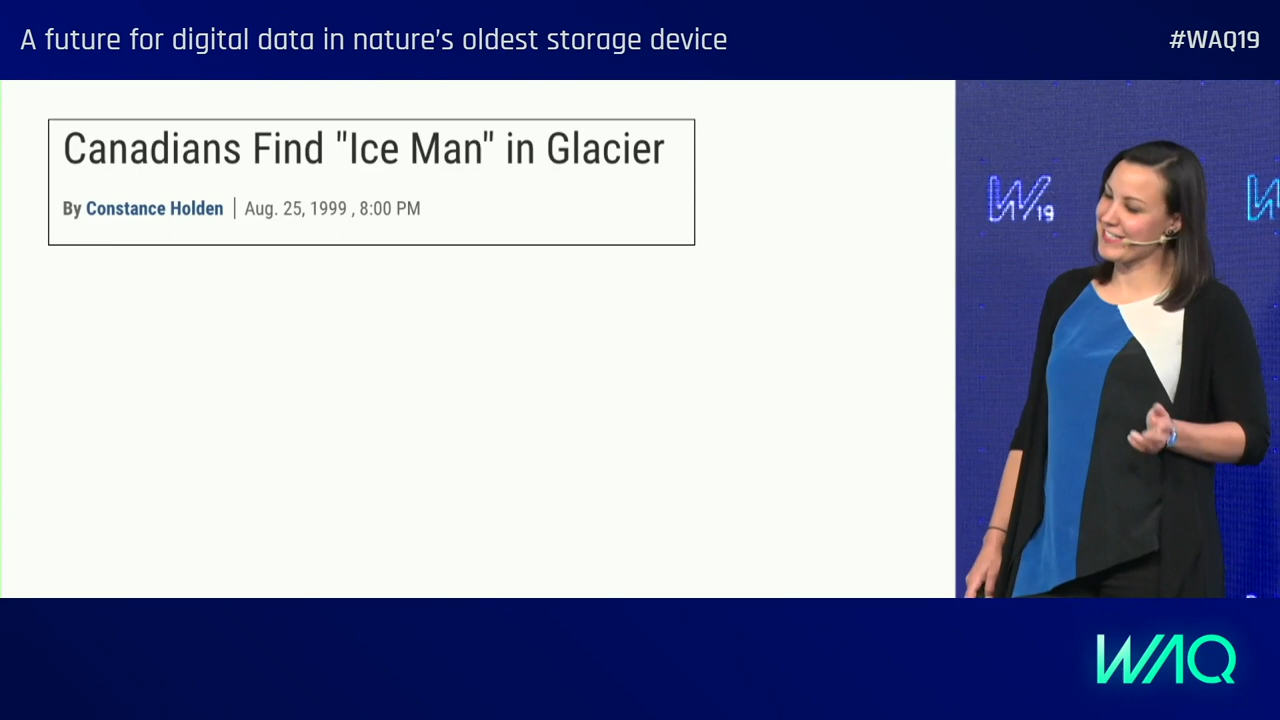 A future for digital data in nature's oldest storage device
#WAQ19
Canadians Find "Ice Man" in Glacier
By Constance Holden | Aug. 25, 1999 , 8:00 PM
W19
W
WAQ